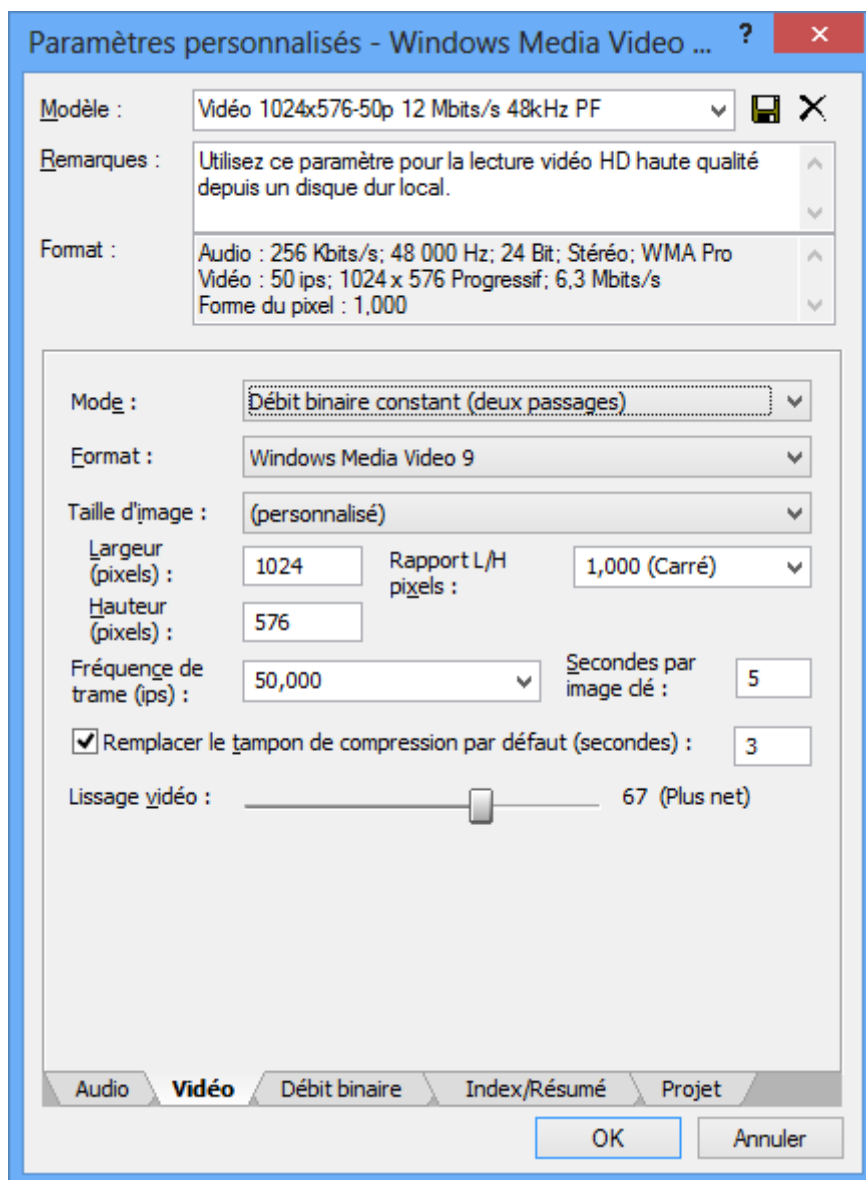 Paramètres personnalisés - Windows Media Video ... ?
Modèle : Vidéo 1024x576-50p 12 Mbits/s 48kHz PF
Remarques : Utilisez ce paramètre pour la lecture vidéo HD haute qualité
depuis un disque dur local.
Format : Audio : 256 Kbits/s; 48 000 Hz; 24 Bit; Stéréo; WMA Pro
Vidéo : 50 ips; 1024 x 576 Progressif; 6,3 Mbits/s
Forme du pixel : 1,000
Mode : Débit binaire constant (deux passages)
Format : Windows Media Video 9
Taille d'image : (personnalisé)
Largeur
(pixels) : 1024
Rapport L/H
pixels : 1,000 (Carré)
Hauteur
(pixels) : 576
Fréquence de
trame (ips) : 50,000
Secondes par
image clé : 5
Remplacer le tampon de compression par défaut (secondes) : 3
Lissage vidéo : 67 (Plus net)
Audio Vidéo Débit binaire Index/Résumé Projet
OK Annuler